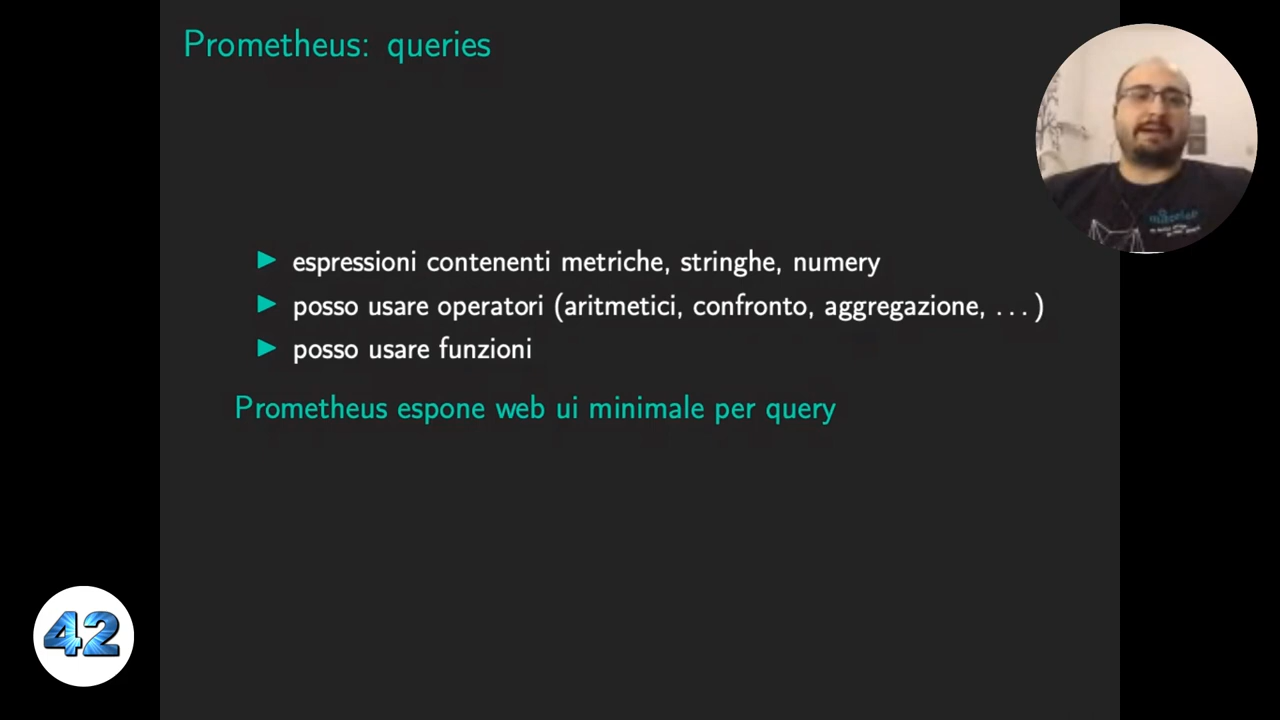 Prometheus: queries
▶ espressioni contenenti metriche, stringhe, numery
▶ posso usare operatori (aritmetici, confronto, aggregazione, . . . )
▶ posso usare funzioni
Prometheus espone web ui minimale per query
42